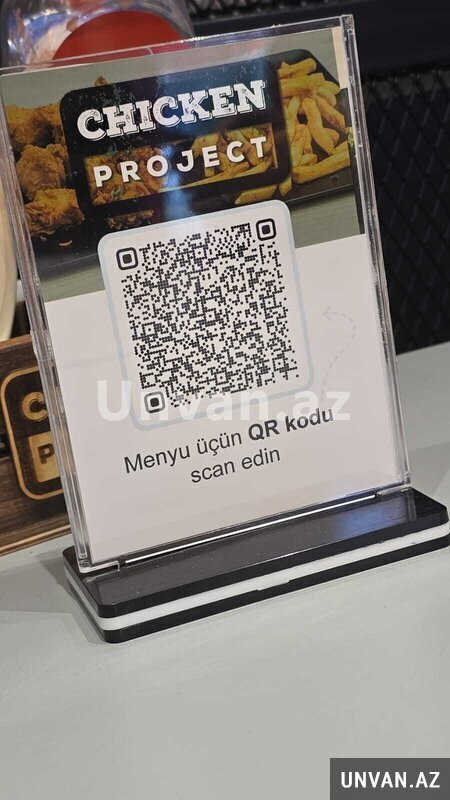 CHICKEN
PROJECT
Unvan.az
Menyu üçün QR kodu
scan edin
UNVAN.AZ